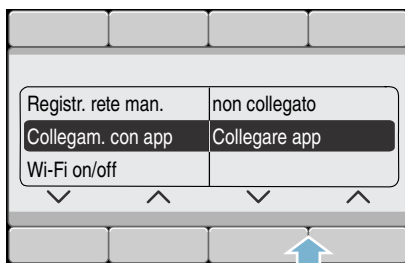 Registr. rete man. non collegato
Collegam. con app Collegare app
Wi-Fi on/off